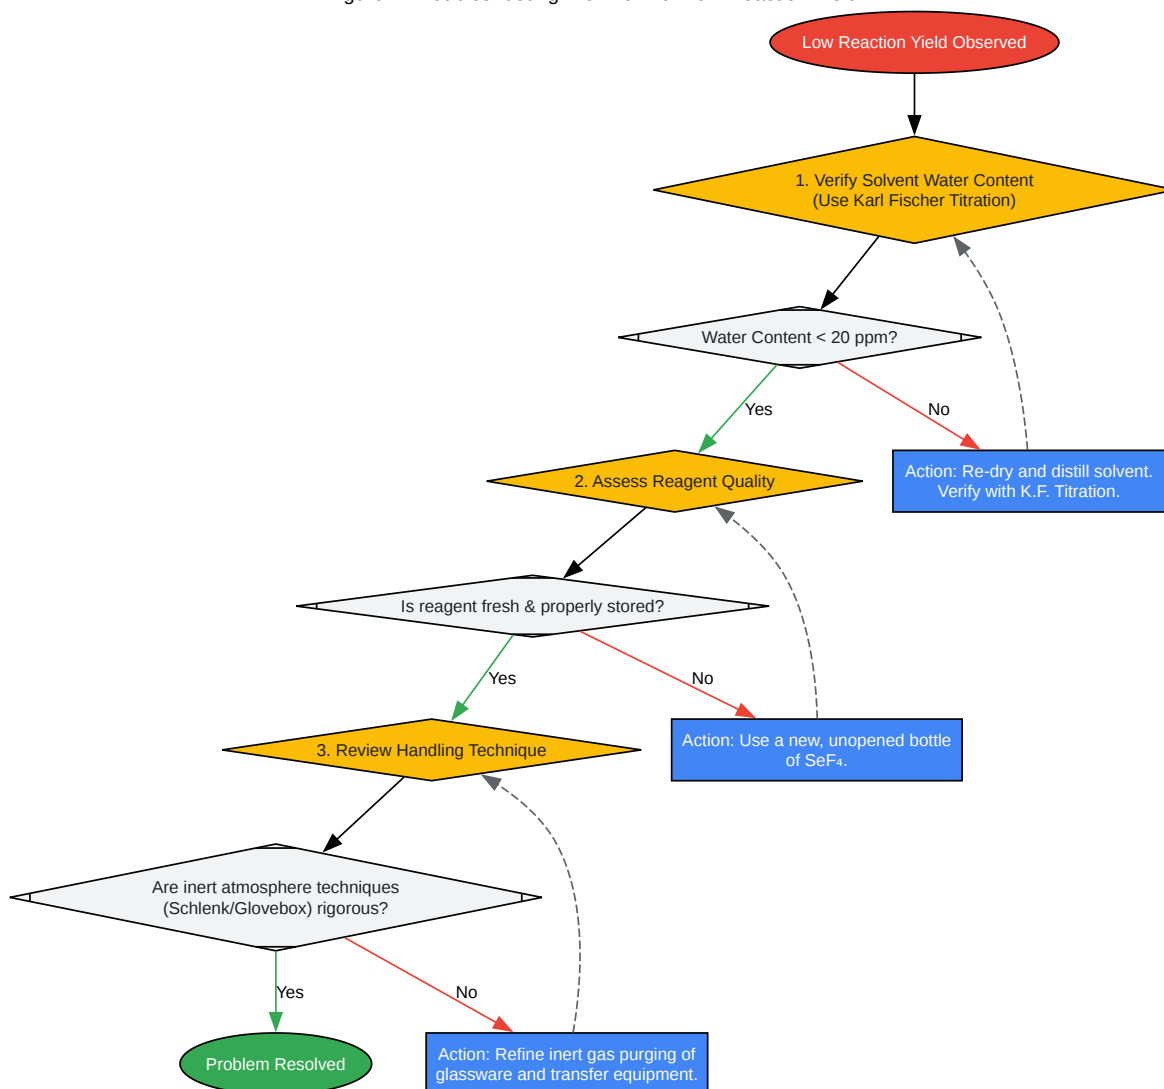 Low Reaction Yield Observed
1. Verify Solvent Water Content
(Use Karl Fischer Titration)
Water Content < 20 ppm?
Yes
No
2. Assess Reagent Quality
Action: Re-dry and distill solvent.
Verify with K.F. Titration.
Is reagent fresh & properly stored?
Yes
No
3. Review Handling Technique
Action: Use a new, unopened bottle
of SeF₄.
Are inert atmosphere techniques
(Schlenk/Glovebox) rigorous?
Yes
No
Problem Resolved
Action: Refine inert gas purging of
glassware and transfer equipment.